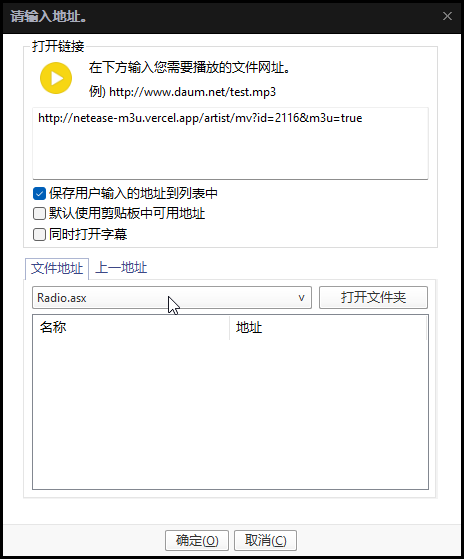 请输入地址。
打开链接
在下方输入您需要播放的文件网址。
例) http://www.daum.net/test.mp3
http://netease-m3u.vercel.app/artist/mv?id=2116&m3u=true
保存用户输入的地址到列表中
默认使用剪贴板中可用地址
同时打开字幕
文件地址 上一地址
Radio.asx 打开文件夹
名称 地址
确定(O) 取消(C)